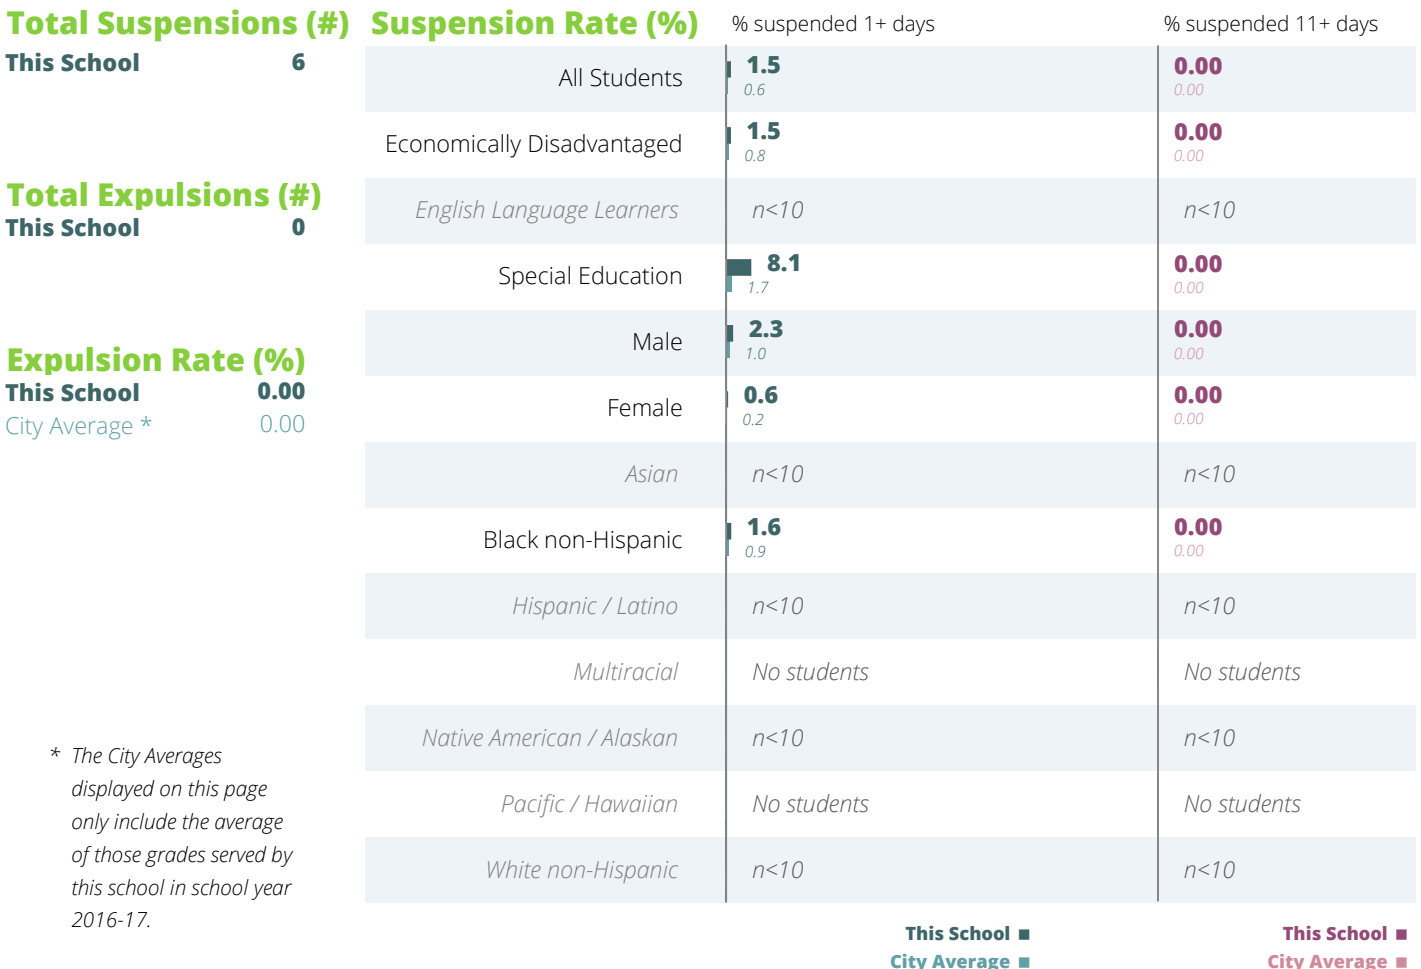 Total Suspensions (#)
This School 6
Total Expulsions (#)
This School 0
Expulsion Rate (%)
This School 0.00
City Average * 0.00
* The City Averages
displayed on this page
only include the average
of those grades served by
this school in school year
2016-17.
Suspension Rate (%) % suspended 1+ days % suspended 11+ days
All Students 1.5 0.00
0.6 0.00
Economically Disadvantaged 1.5 0.00
0.8 0.00
English Language Learners n<10 n<10
Special Education 8.1 0.00
1.7 0.00
Male 2.3 0.00
1.0 0.00
Female 0.6 0.00
0.2 0.00
Asian n<10 n<10
Black non-Hispanic 1.6 0.00
0.9 0.00
Hispanic / Latino n<10 n<10
Multiracial No students No students
Native American / Alaskan n<10 n<10
Pacific / Hawaiian No students No students
White non-Hispanic n<10 n<10
This School This School
City Average City Average